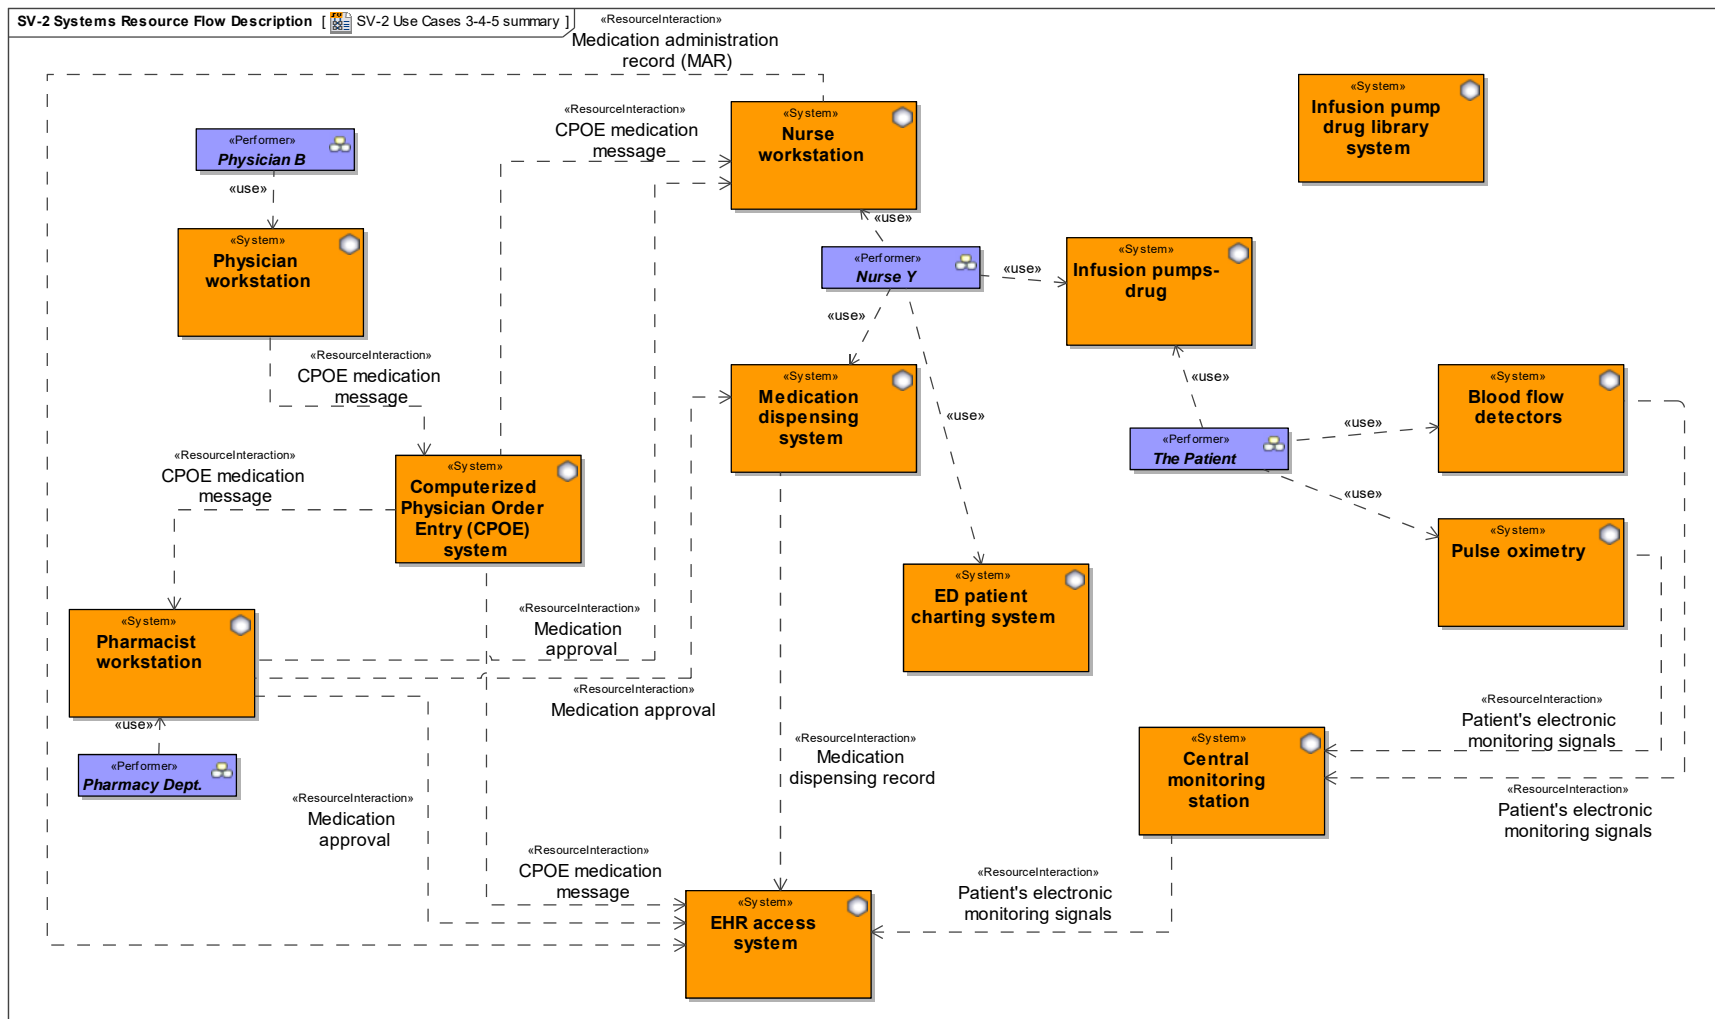 SV-2 Systems Resource Flow Description [ SV-2 Use Cases 3-4-5 summary ]
«ResourceInteraction»
Medication administration
record (MAR)
«ResourceInteraction»
CPOE medication
message
«System»
Nurse
workstation
«System»
Infusion pump
drug library
system
«Performer»
Physician B
«use»
«System»
Physician
workstation
«use»
«Performer»
Nurse Y
«use»
«System»
Infusion pumps-
drug
«use»
«ResourceInteraction»
CPOE medication
message
«System»
Medication
dispensing
system
«use»
«use»
«System»
Blood flow
detectors
«use»
«Performer»
The Patient
«ResourceInteraction»
CPOE medication
message
«System»
Computerized
Physician Order
Entry (CPOE)
system
«use»
«System»
Pulse oximetry
«System»
ED patient
charting system
«System»
Pharmacist
workstation
«ResourceInteraction»
Medication
approval
«ResourceInteraction»
Medication approval
«use»
«Performer»
Pharmacy Dept.
«ResourceInteraction»
Patient's electronic
monitoring signals
«System»
Central
monitoring
station
«ResourceInteraction»
Medication
dispensing record
«ResourceInteraction»
Patient's electronic
monitoring signals
«ResourceInteraction»
Medication
approval
«ResourceInteraction»
CPOE medication
message
«ResourceInteraction»
Patient's electronic
monitoring signals
«System»
EHR access
system